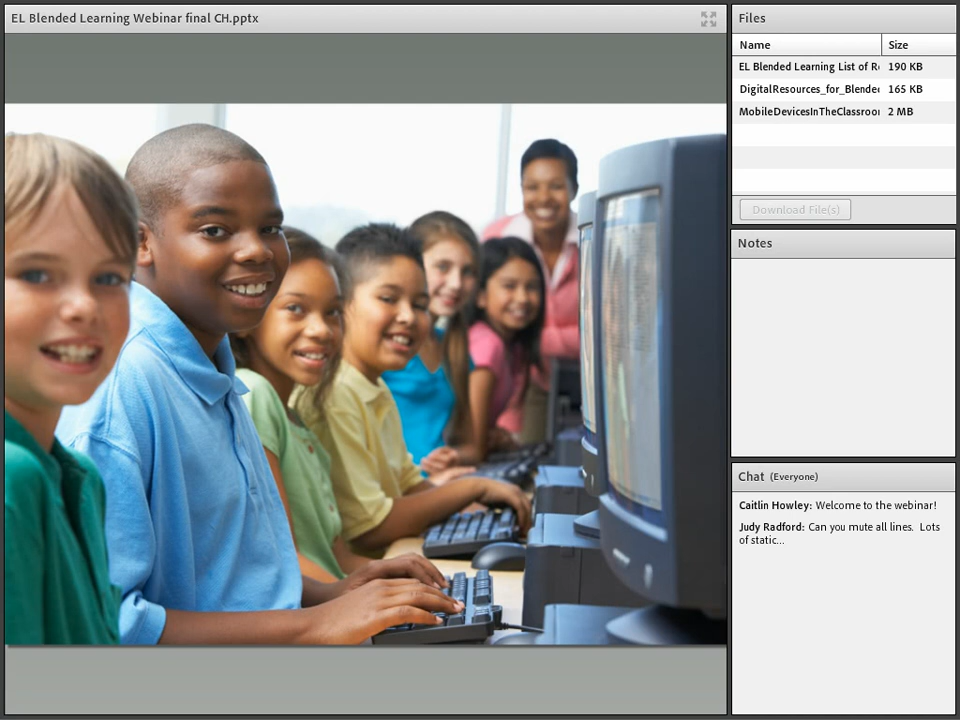 EL Blended Learning Webinar final CH.pptx
Files
Name Size
EL Blended Learning List of 190 KB
DigitalResources_for_Blende 165 KB
MobileDevicesInTheClassroo 2 MB
Download File(s)
Notes
Chat (Everyone)
Caitlin Howley: Welcome to the webinar!
Judy Radford: Can you mute all lines. Lots
of static...